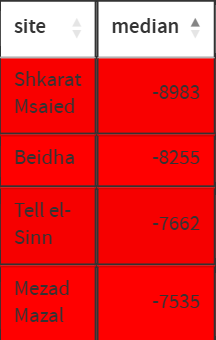 site median
Shkarat
Msaied -8983
Beidha -8255
Tell el-
Sinn -7662
Mezad
Mazal -7535